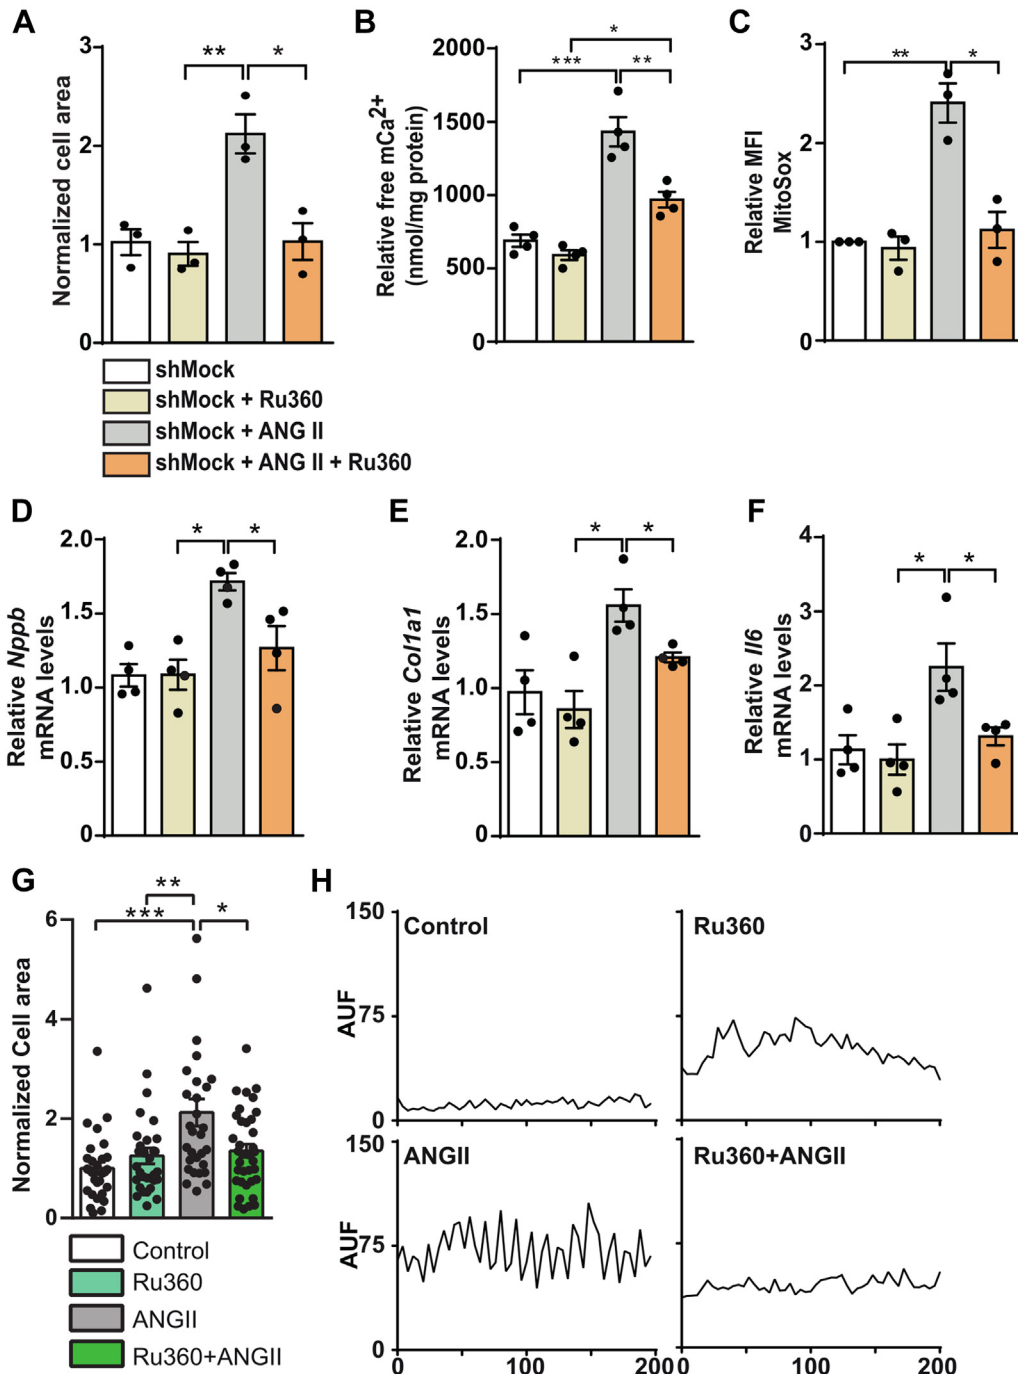 A
B
C
3
2
1
0
Normalized cell area
** *
2000
1500
1000
500
0
Relative free mCa2+
(nmol/mg protein)
*
*** **
3
2
1
0
Relative MFI
MitoSox
** *
shMock
shMock + Ru360
shMock + ANG II
shMock + ANG II + Ru360
D
E
F
2.0
1.5
1.0
0.5
0
Relative Nppb
mRNA levels
* *
2.0
1.5
1.0
0.5
0
Relative Col1a1
mRNA levels
* *
4
3
2
1
0
Relative Il6
mRNA levels
* *
G
H
6
4
2
0
Normalized Cell area
**
*** *
Control
Ru360
ANGII
Ru360+ANGII
150
75
0
AUF
Control
Ru360
150
75
0
AUF
ANGII
Ru360+ANGII
0 100 200
100 200